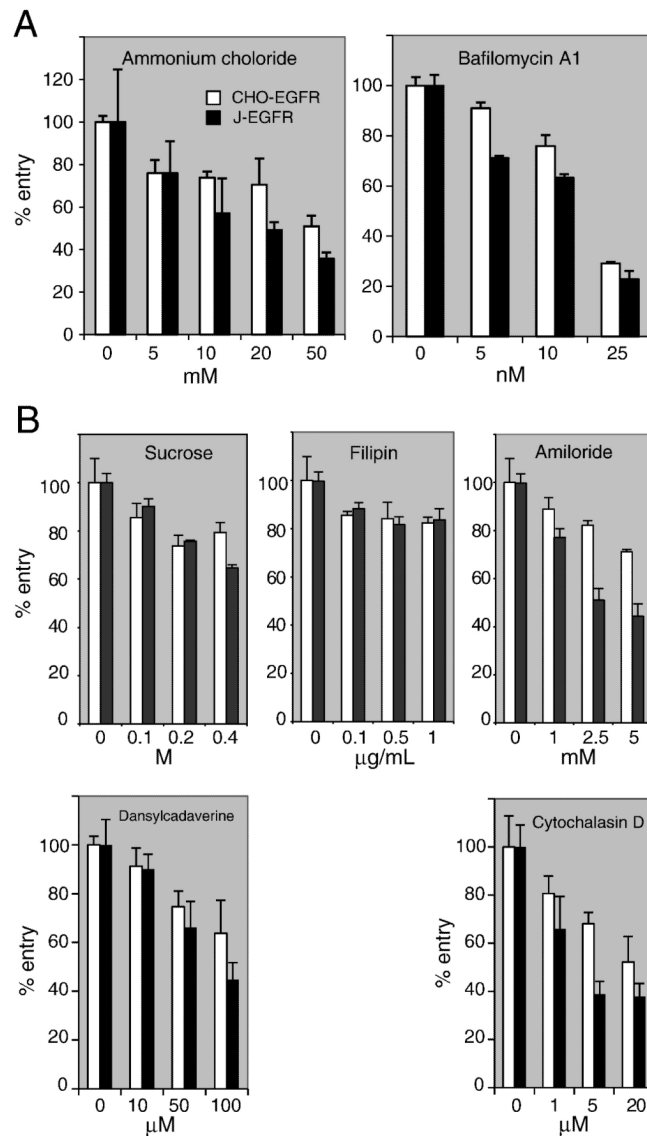 A
Ammonium choloride
CHO-EGFR
J-EGFR
% entry
120
100
80
60
40
20
0
0 5 10 20 50
mM
Bafilomycin A1
100
80
60
40
20
0
0 5 10 25
nM
B
Sucrose
% entry
100
80
60
40
20
0
0 0.1 0.2 0.4
M
Filipin
100
80
60
40
20
0
0 0.1 0.5 1
µg/mL
Amiloride
100
80
60
40
20
0
0 1 2.5 5
mM
Dansylcadaverine
% entry
100
80
60
40
20
0
0 10 50 100
µM
Cytochalasin D
% entry
100
80
60
40
20
0
0 1 5 20
µM